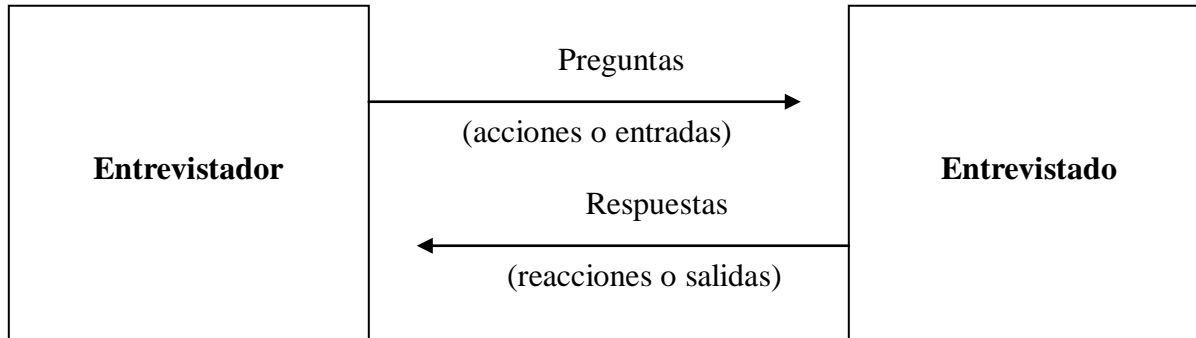 Preguntas
(acciones o entradas)
Entrevistador
Entrevistado
Respuestas
(reacciones o salidas)